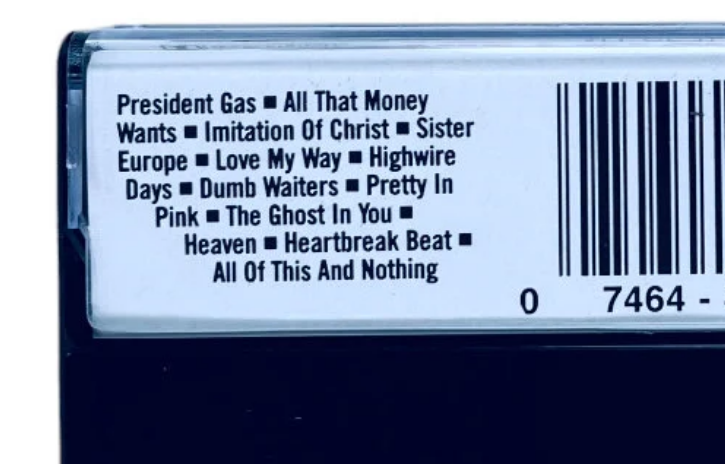 President Gas ■ All That Money
Wants ■ Imitation Of Christ ■ Sister
Europe ■ Love My Way ■ Highwire
Days ■ Dumb Waiters ■ Pretty In
Pink ■ The Ghost In You ■
Heaven ■ Heartbreak Beat ■
All Of This And Nothing
0 7464 -